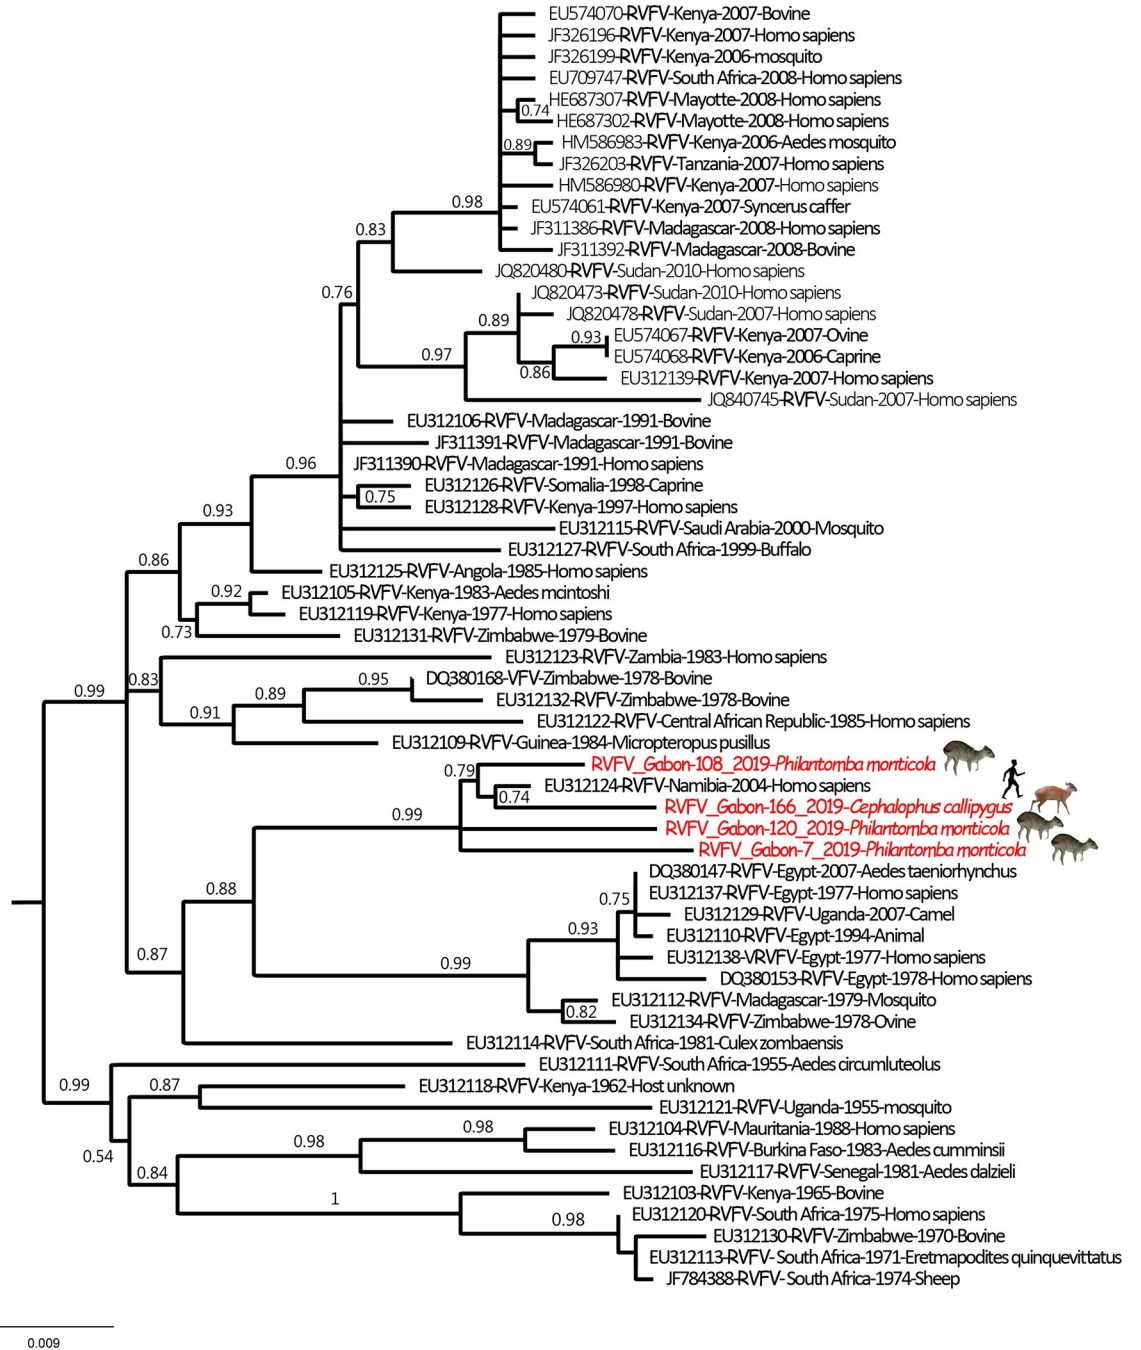 EU574070-RVFV-Kenya-2007-Bovine
JF326196-RVFV-Kenya-2007-Homo sapiens
JF326199-RVFV-Kenya-2006-mosquito
EU709747-RVFV-South Africa-2008-Homo sapiens
HE687307-RVFV-Mayotte-2008-Homo sapiens
0.74
HE687302-RVFV-Mayotte-2008-Homo sapiens
HM586983-RVFV-Kenya-2006-Aedes mosquito
0.89
JF326203-RVFV-Tanzania-2007-Homo sapiens
HM586980-RVFV-Kenya-2007-Homo sapiens
0.98
EU574061-RVFV-Kenya-2007-Syncerus caffer
0.83
JF311386-RVFV-Madagascar-2008-Homo sapiens
JF311392-RVFV-Madagascar-2008-Bovine
JQ820480-RVFV-Sudan-2010-Homo sapiens
0.76
JQ820473-RVFV-Sudan-2010-Homo sapiens
JQ820478-RVFV-Sudan-2007-Homo sapiens
0.89
0.93
EU574067-RVFV-Kenya-2007-Ovine
0.97
EU574068-RVFV-Kenya-2006-Caprine
0.86
EU312139-RVFV-Kenya-2007-Homo sapiens
JQ840745-RVFV-Sudan-2007-Homo sapiens
EU312106-RVFV-Madagascar-1991-Bovine
JF311391-RVFV-Madagascar-1991-Bovine
0.96
JF311390-RVFV-Madagascar-1991-Homo sapiens
EU312126-RVFV-Somalia-1998-Caprine
0.75
EU312128-RVFV-Kenya-1997-Homo sapiens
0.93
EU312115-RVFV-Saudi Arabia-2000-Mosquito
EU312127-RVFV-South Africa-1999-Buffalo
0.86
EU312125-RVFV-Angola-1985-Homo sapiens
0.92
EU312105-RVFV-Kenya-1983-Aedes mcintoshi
EU312119-RVFV-Kenya-1977-Homo sapiens
0.73
EU312131-RVFV-Zimbabwe-1979-Bovine
EU312123-RVFV-Zambia-1983-Homo sapiens
0.83
0.95
DQ380168-VFV-Zimbabwe-1978-Bovine
0.99
0.89
EU312132-RVFV-Zimbabwe-1978-Bovine
0.91
EU312122-RVFV-Central African Republic-1985-Homo sapiens
EU312109-RVFV-Guinea-1984-Micropteropus pusillus
0.79
RVFV_Gabon-108_2019-Philantomba monticola
EU312124-RVFV-Namibia-2004-Homo sapiens
0.74
RVFV_Gabon-166_2019-Cephalophus callipygus
0.99
RVFV_Gabon-120_2019-Philantomba monticola
RVFV_Gabon-7_2019-Philantomba monticola
DQ380147-RVFV-Egypt-2007-Aedes taeniorhynchus
0.88
EU312137-RVFV-Egypt-1977-Homo sapiens
0.75
EU312129-RVFV-Uganda-2007-Camel
0.93
EU312110-RVFV-Egypt-1994-Animal
0.87
0.99
EU312138-VRVFV-Egypt-1977-Homo sapiens
DQ380153-RVFV-Egypt-1978-Homo sapiens
EU312112-RVFV-Madagascar-1979-Mosquito
0.82
EU312134-RVFV-Zimbabwe-1978-Ovine
EU312114-RVFV-South Africa-1981-Culex zombaensis
EU312111-RVFV-South Africa-1955-Aedes circumluteolus
0.99
0.87
EU312118-RVFV-Kenya-1962-Host unknown
EU312121-RVFV-Uganda-1955-mosquito
0.98
EU312104-RVFV-Mauritania-1988-Homo sapiens
0.98
EU312116-RVFV-Burkina Faso-1983-Aedes cumminsii
0.54
0.84
EU312117-RVFV-Senegal-1981-Aedes dalzieli
1
EU312103-RVFV-Kenya-1965-Bovine
0.98
EU312120-RVFV-South Africa-1975-Homo sapiens
EU312130-RVFV-Zimbabwe-1970-Bovine
EU312113-RVFV- South Africa-1971-Eretmapodites quinquevittatus
JF784388-RVFV- South Africa-1974-Sheep
0.009